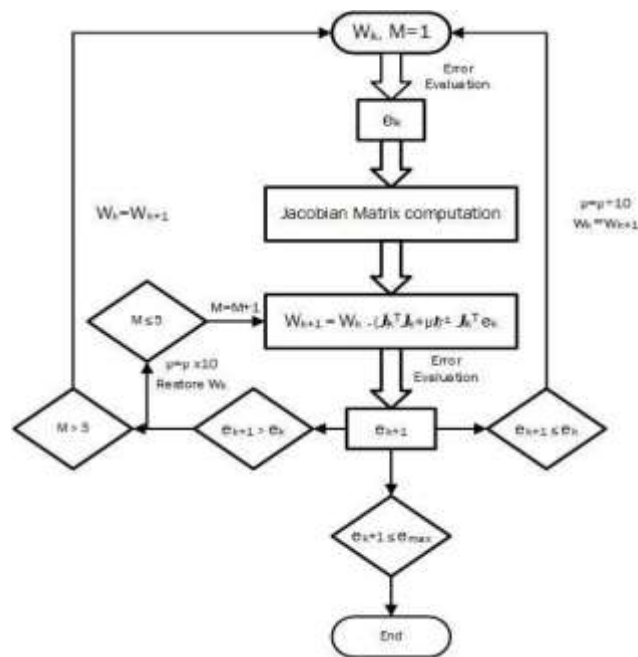 Wₖ, M=1
Error
Evaluation
eₖ
Wₖ=Wₖ₊₁
Jacobian Matrix computation
μ=μ÷10
Wₖ=Wₖ₊₁
M≤5
M=M+1
Wₖ₊₁ = Wₖ -(JₖᵀJₖ+μI)⁻¹ Jₖᵀeₖ
μ=μ x10
Restore Wₖ
Error
Evaluation
M > 5
eₖ₊₁ > eₖ
eₖ₊₁
eₖ₊₁ ≤ eₖ
eₖ₊₁ ≤ eₘₐₓ
End